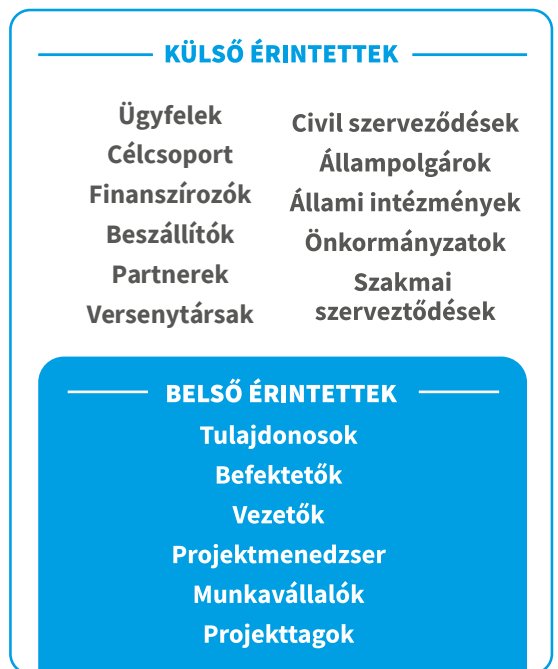 KÜLSŐ ÉRINTETTEK
Ügyfelek
Célcsoport
Finanszírozók
Beszállítók
Partnerek
Versenytársak
Civil szerveződések
Állampolgárok
Állami intézmények
Önkormányzatok
Szakmai
szerveztődések
BELSŐ ÉRINTETTEK
Tulajdonosok
Befektetők
Vezetők
Projektmenedzser
Munkavállalók
Projekttagok